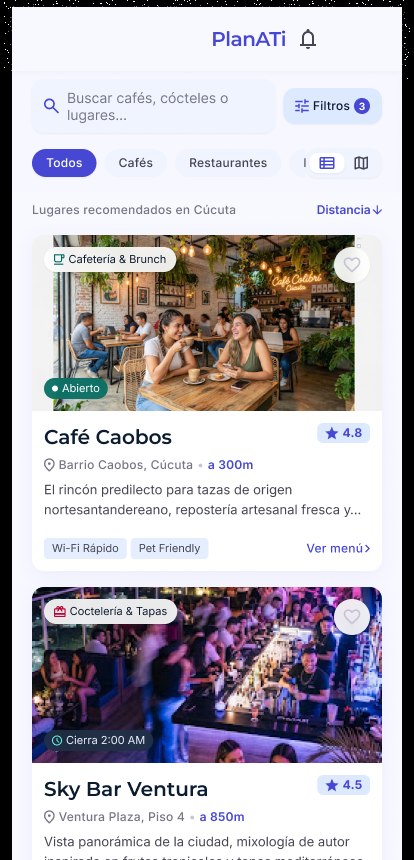 PlanATi
Buscar cafés, cócteles o
lugares...
Filtros 3
Todos
Cafés
Restaurantes
Lugares recomendados en Cúcuta
Distancia↓
Cafetería & Brunch
Café Colibrí
Cúcuta
Abierto
Café Caobos
4.8
Barrio Caobos, Cúcuta • a 300m
El rincón predilecto para tazas de origen
nortesantandereano, repostería artesanal fresca y...
Wi-Fi Rápido
Pet Friendly
Ver menú
Coctelería & Tapas
Cierra 2:00 AM
Sky Bar Ventura
4.5
Ventura Plaza, Piso 4 • a 850m
Vista panorámica de la ciudad, mixología de autor